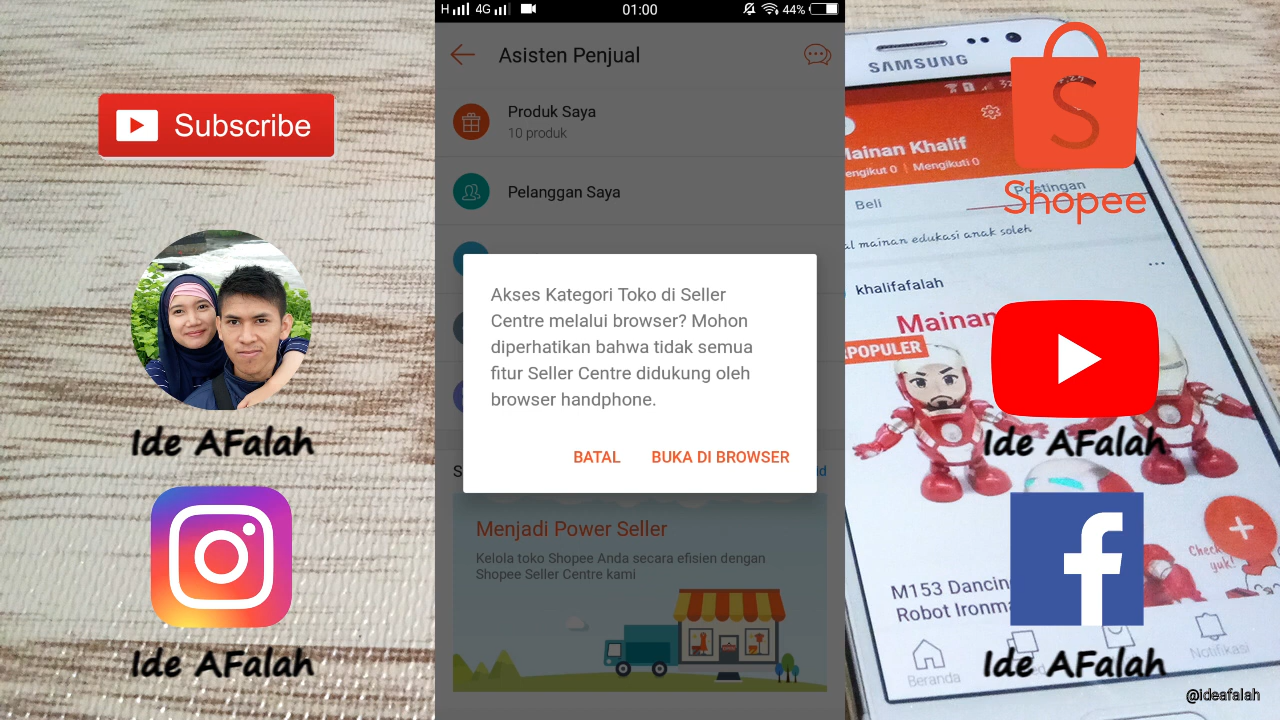 Subscribe
Ide AFalah
Ide AFalah
H 4G 01:00 44%
Asisten Penjual
Produk Saya
10 produk
Pelanggan Saya
Akses Kategori Toko di Seller
Centre melalui browser? Mohon
diperhatikan bahwa tidak semua
fitur Seller Centre didukung oleh
browser handphone.
BATAL BUKA DI BROWSER
S
Menjadi Power Seller
Kelola toko Shopee Anda secara efisien dengan
Shopee Seller Centre kami
SAMSUNG
S
Shopee
Mainan Khalif
engikut 0 | Mengikuti 0
Beli Postingan
al mainan edukasi anak soleh
khalifafalah
Mainan
POPULER
Ide AFalah
M153 Dancing
Robot Ironma
Beranda
Notifikasi
Ide AFalah
@ideafalah